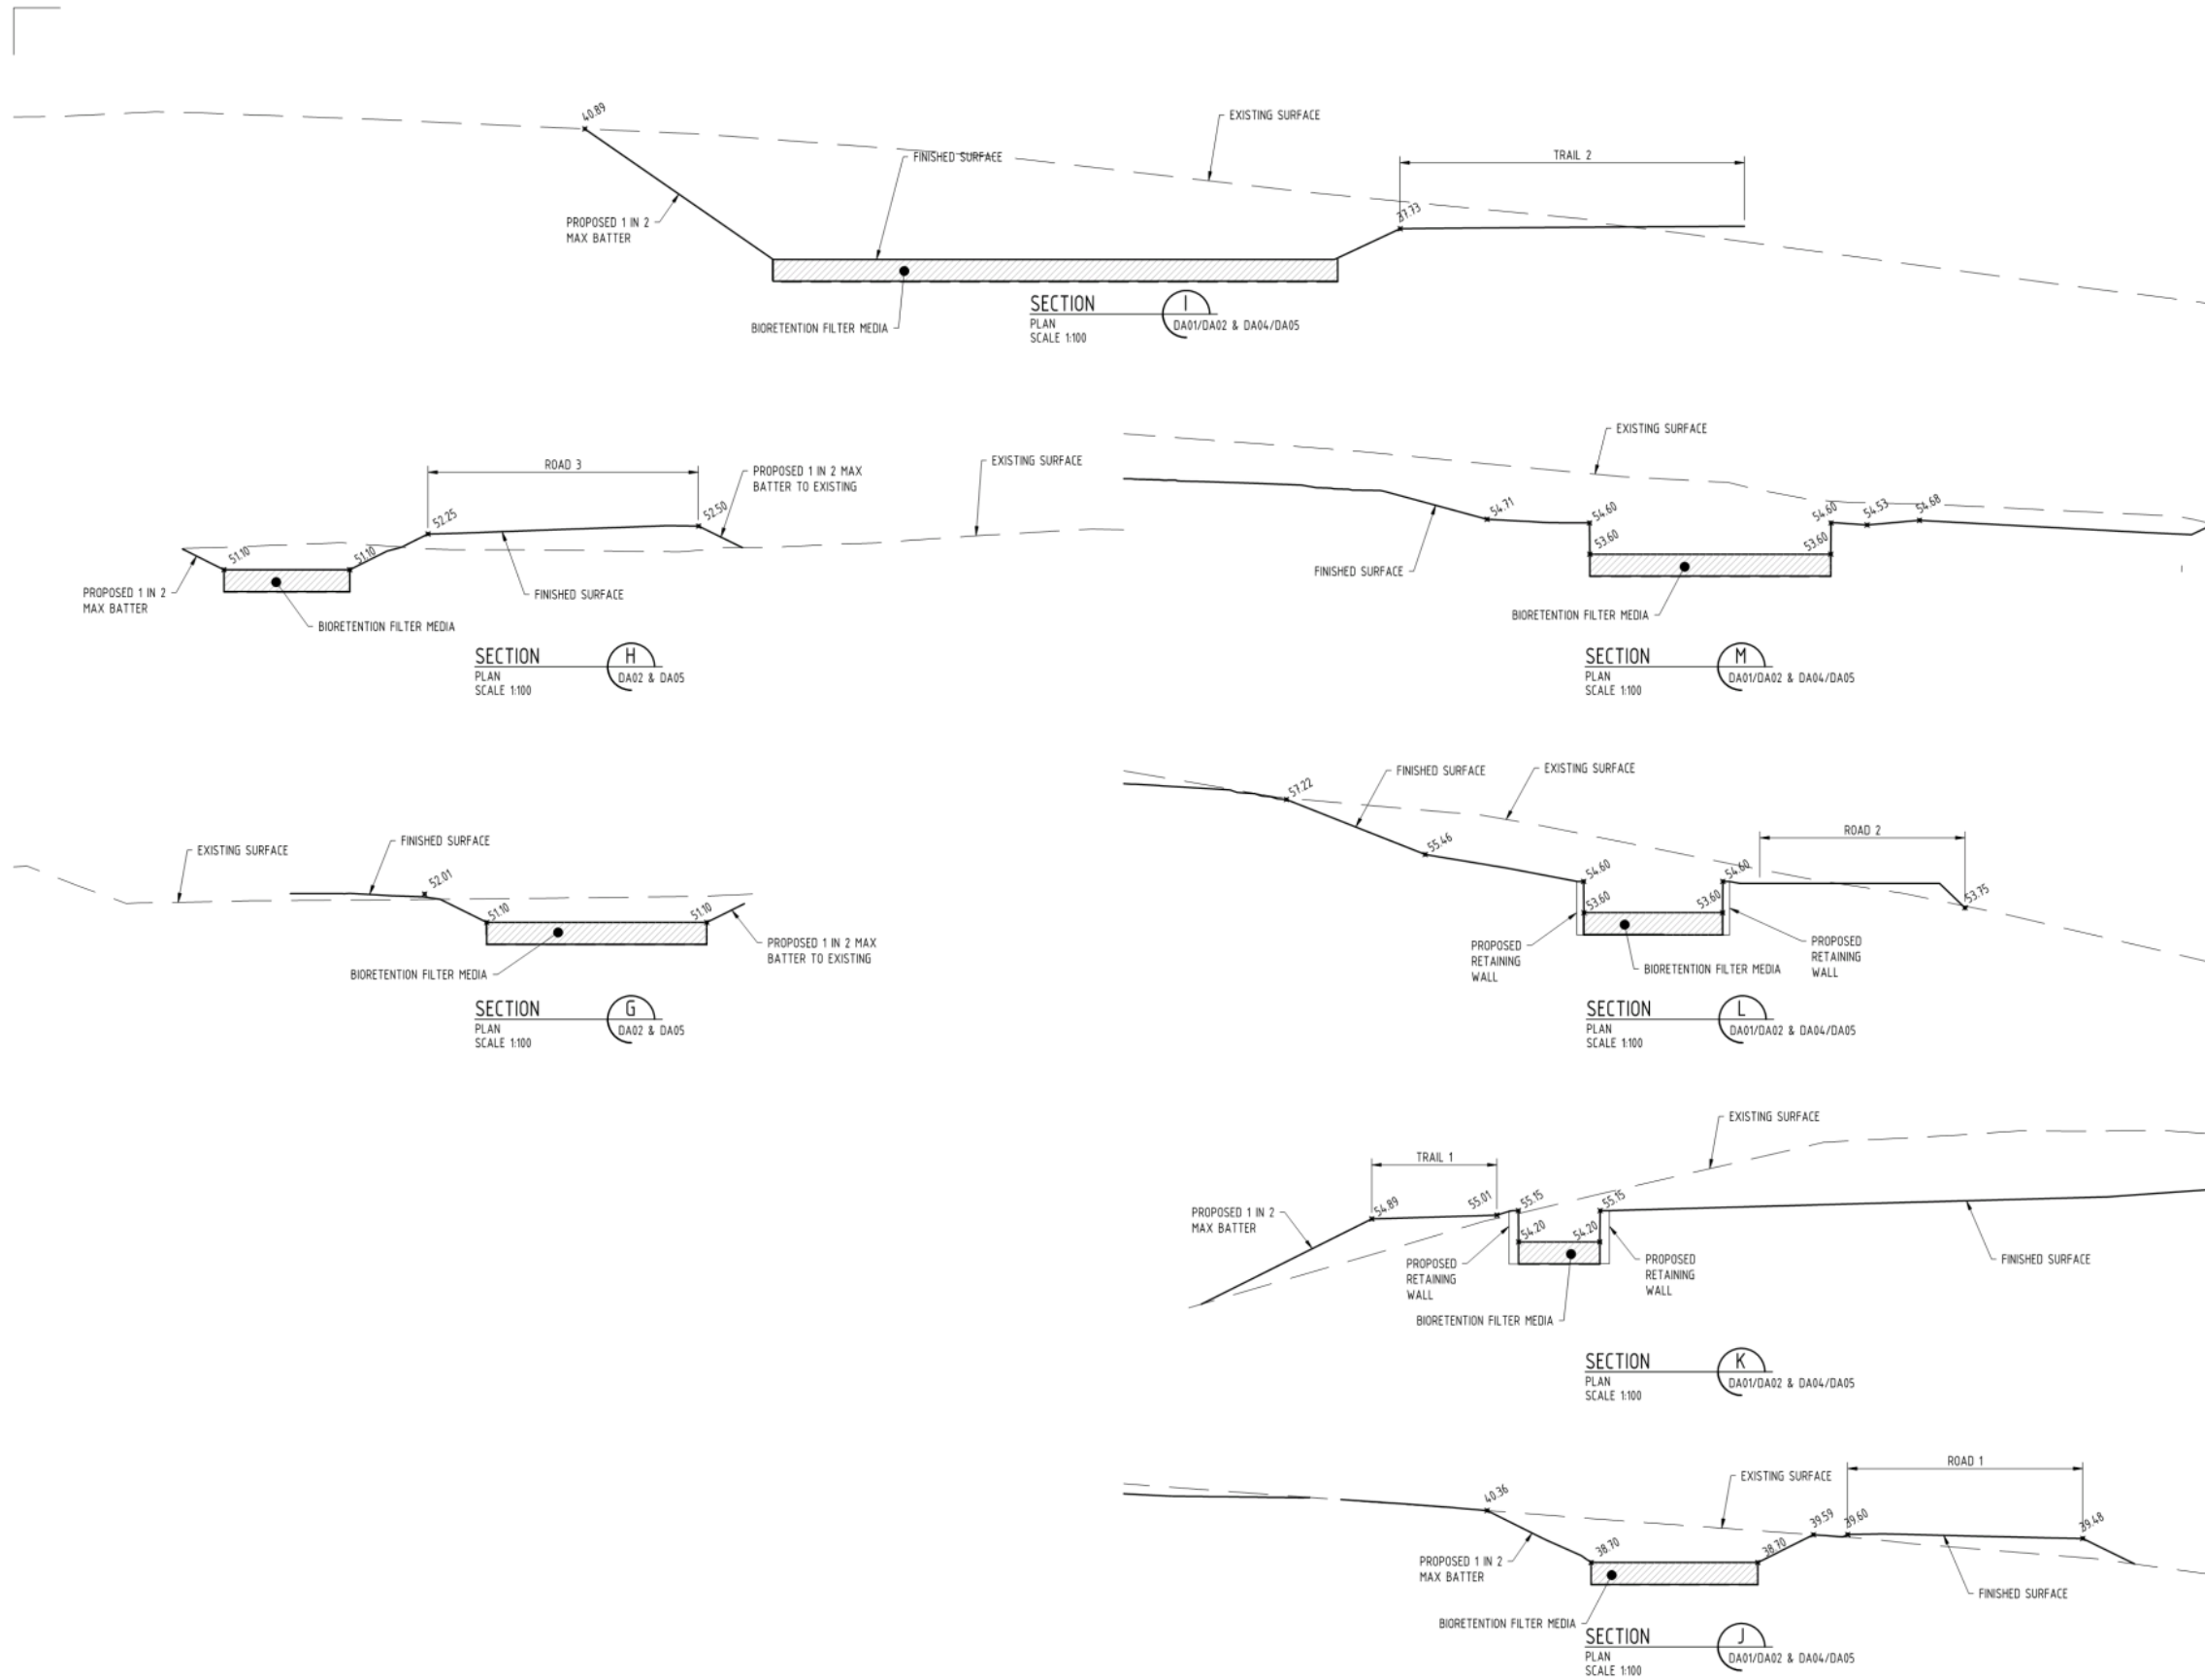 40.89
EXISTING SURFACE
FINISHED SURFACE
TRAIL 2
37.73
PROPOSED 1 IN 2
MAX BATTER
BIORETENTION FILTER MEDIA
SECTION
I
PLAN
DA01/DA02 & DA04/DA05
SCALE 1:100
ROAD 3
52.25
52.50
PROPOSED 1 IN 2 MAX
BATTER TO EXISTING
EXISTING SURFACE
51.10
51.10
PROPOSED 1 IN 2
MAX BATTER
FINISHED SURFACE
BIORETENTION FILTER MEDIA
SECTION
H
PLAN
DA02 & DA05
SCALE 1:100
EXISTING SURFACE
54.71
54.60
53.60
54.60
53.60
54.53
54.68
FINISHED SURFACE
BIORETENTION FILTER MEDIA
SECTION
M
PLAN
DA01/DA02 & DA04/DA05
SCALE 1:100
EXISTING SURFACE
FINISHED SURFACE
52.01
51.10
51.10
PROPOSED 1 IN 2 MAX
BATTER TO EXISTING
BIORETENTION FILTER MEDIA
SECTION
G
PLAN
DA02 & DA05
SCALE 1:100
57.22
FINISHED SURFACE
EXISTING SURFACE
55.46
54.60
53.60
54.60
53.60
ROAD 2
53.75
PROPOSED
RETAINING
WALL
BIORETENTION FILTER MEDIA
PROPOSED
RETAINING
WALL
SECTION
L
PLAN
DA01/DA02 & DA04/DA05
SCALE 1:100
EXISTING SURFACE
TRAIL 1
PROPOSED 1 IN 2
MAX BATTER
54.89
55.01
55.15
54.20
55.15
54.20
PROPOSED
RETAINING
WALL
PROPOSED
RETAINING
WALL
FINISHED SURFACE
BIORETENTION FILTER MEDIA
SECTION
K
PLAN
DA01/DA02 & DA04/DA05
SCALE 1:100
40.36
EXISTING SURFACE
ROAD 1
39.59
39.60
39.48
38.70
38.70
PROPOSED 1 IN 2
MAX BATTER
FINISHED SURFACE
BIORETENTION FILTER MEDIA
SECTION
J
PLAN
DA01/DA02 & DA04/DA05
SCALE 1:100